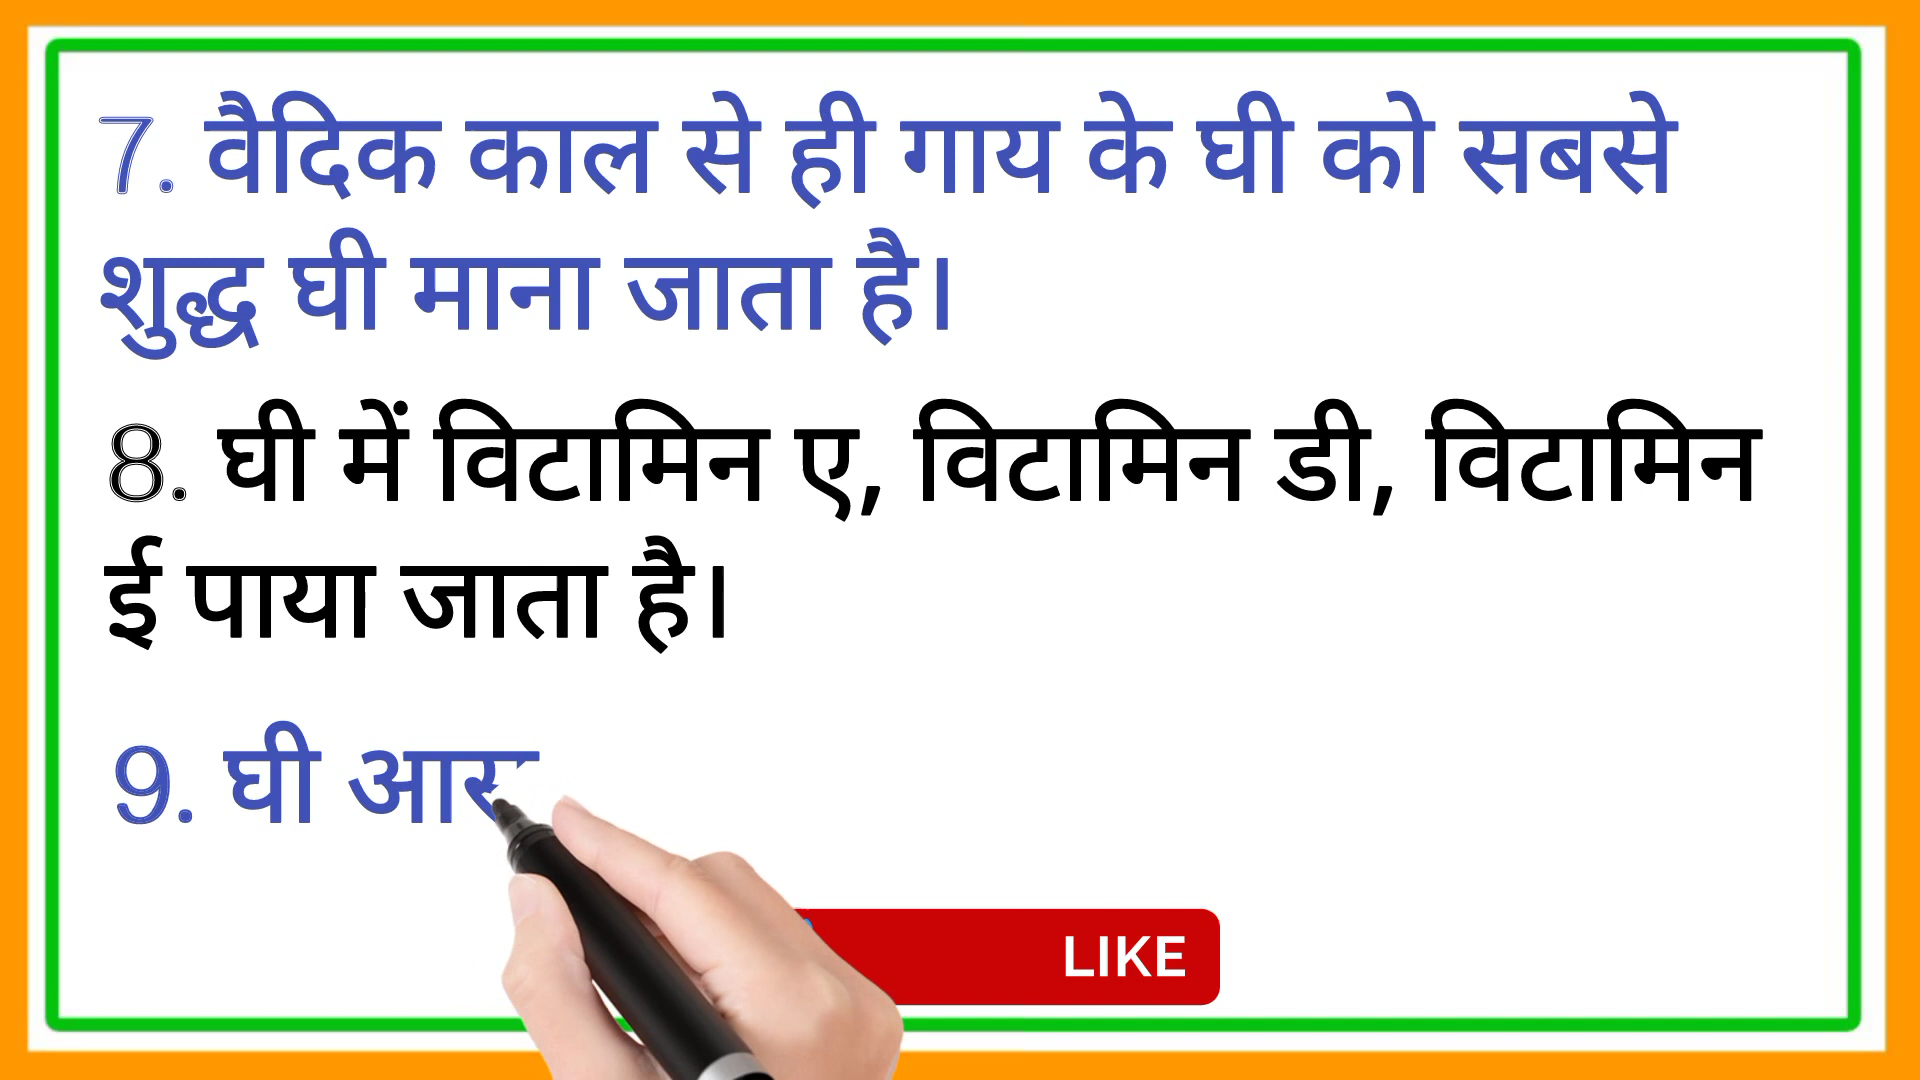 7. वैदिक काल से ही गाय के घी को सबसे
शुद्ध घी माना जाता है।
8. घी में विटामिन ए, विटामिन डी, विटामिन
ई पाया जाता है।
9. घी
LIKE